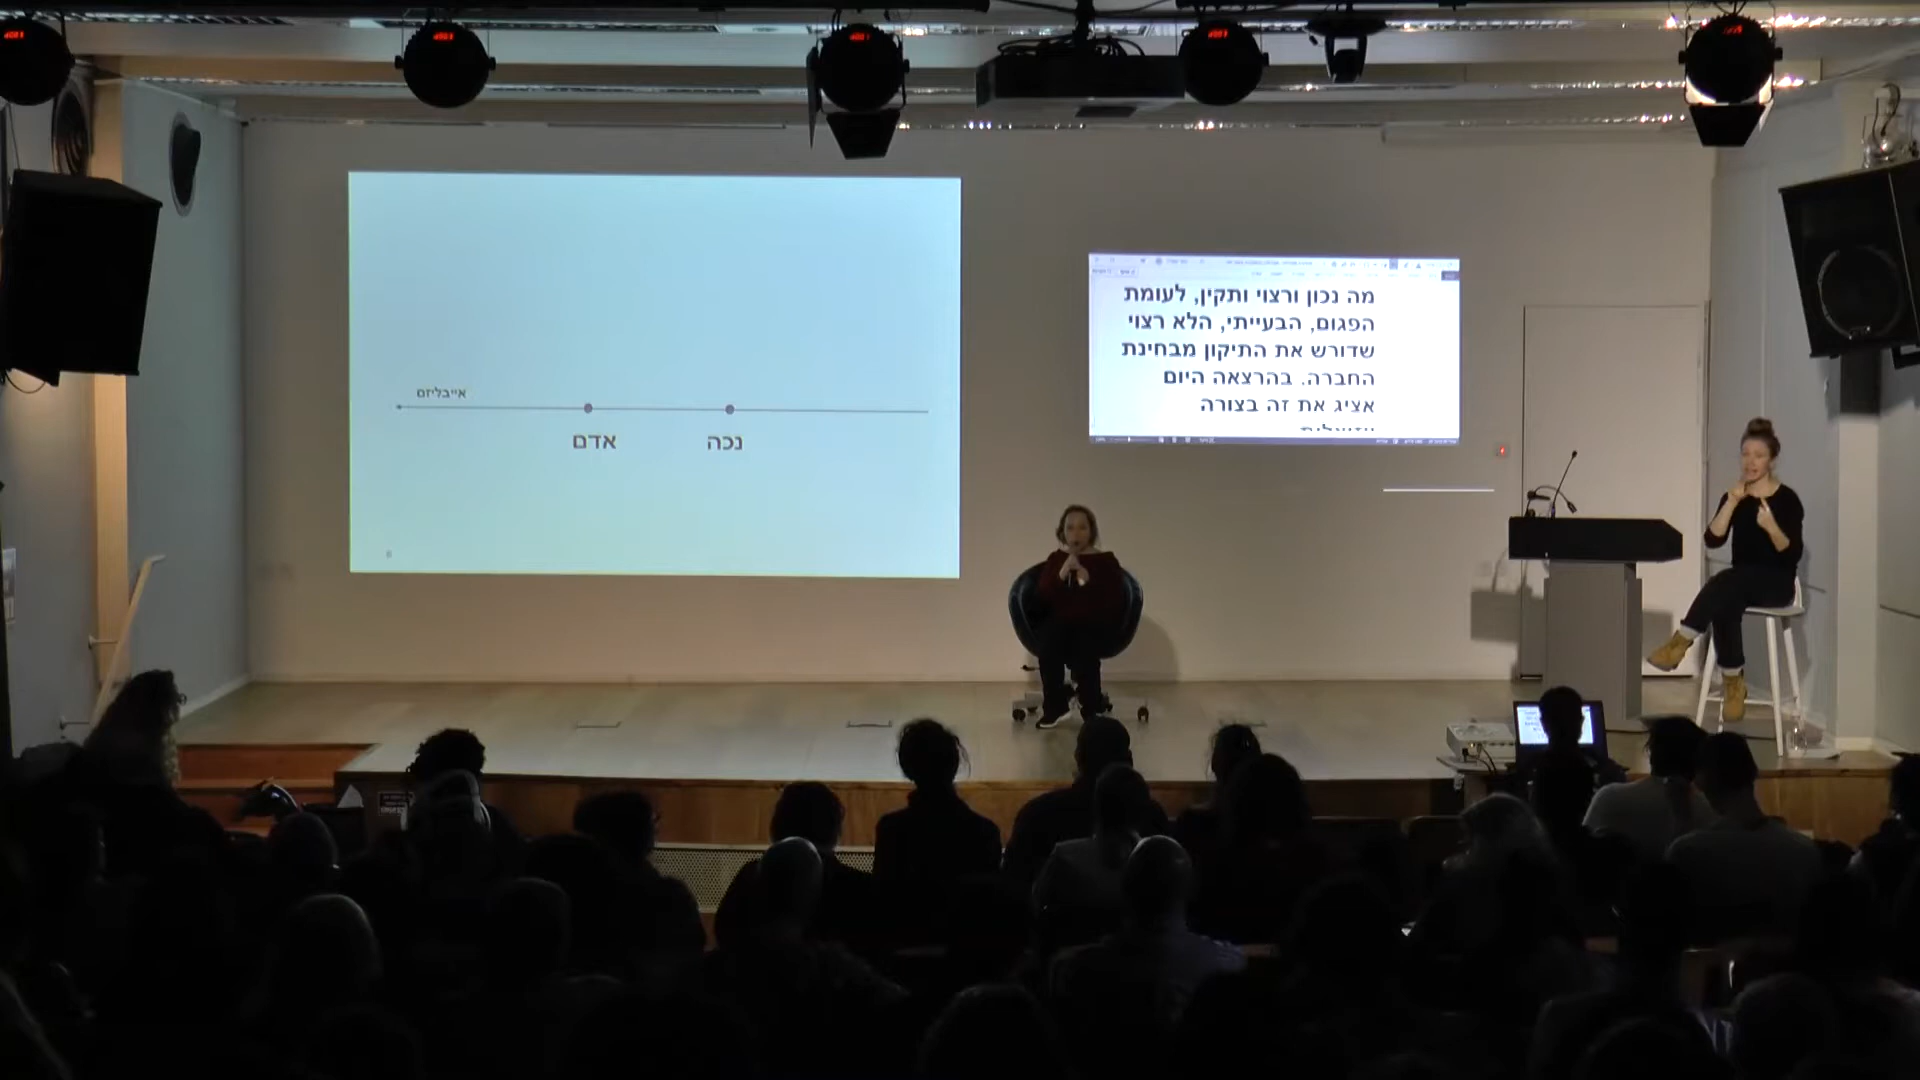 אייבליזם
אדם
נכה
6
מה נכון ורצוי ותקין, לעומת
הפגום, הבעייתי, הלא רצוי
שדורש את התיקון מבחינת
החברה. בהרצאה היום
אציג את זה בצורה